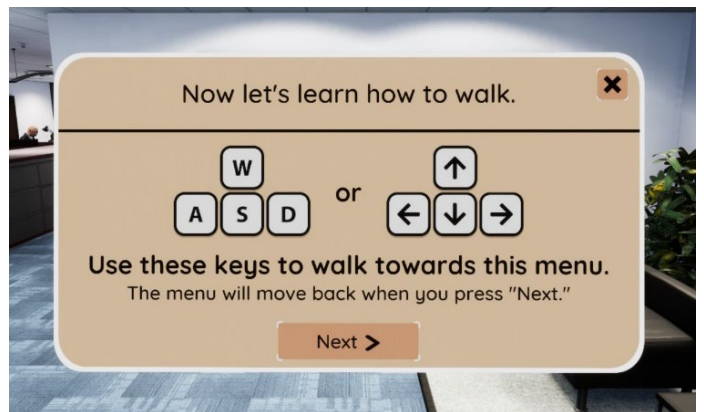 Now let's learn how to walk.
W
or
A S D
Use these keys to walk towards this menu.
The menu will move back when you press "Next."
Next